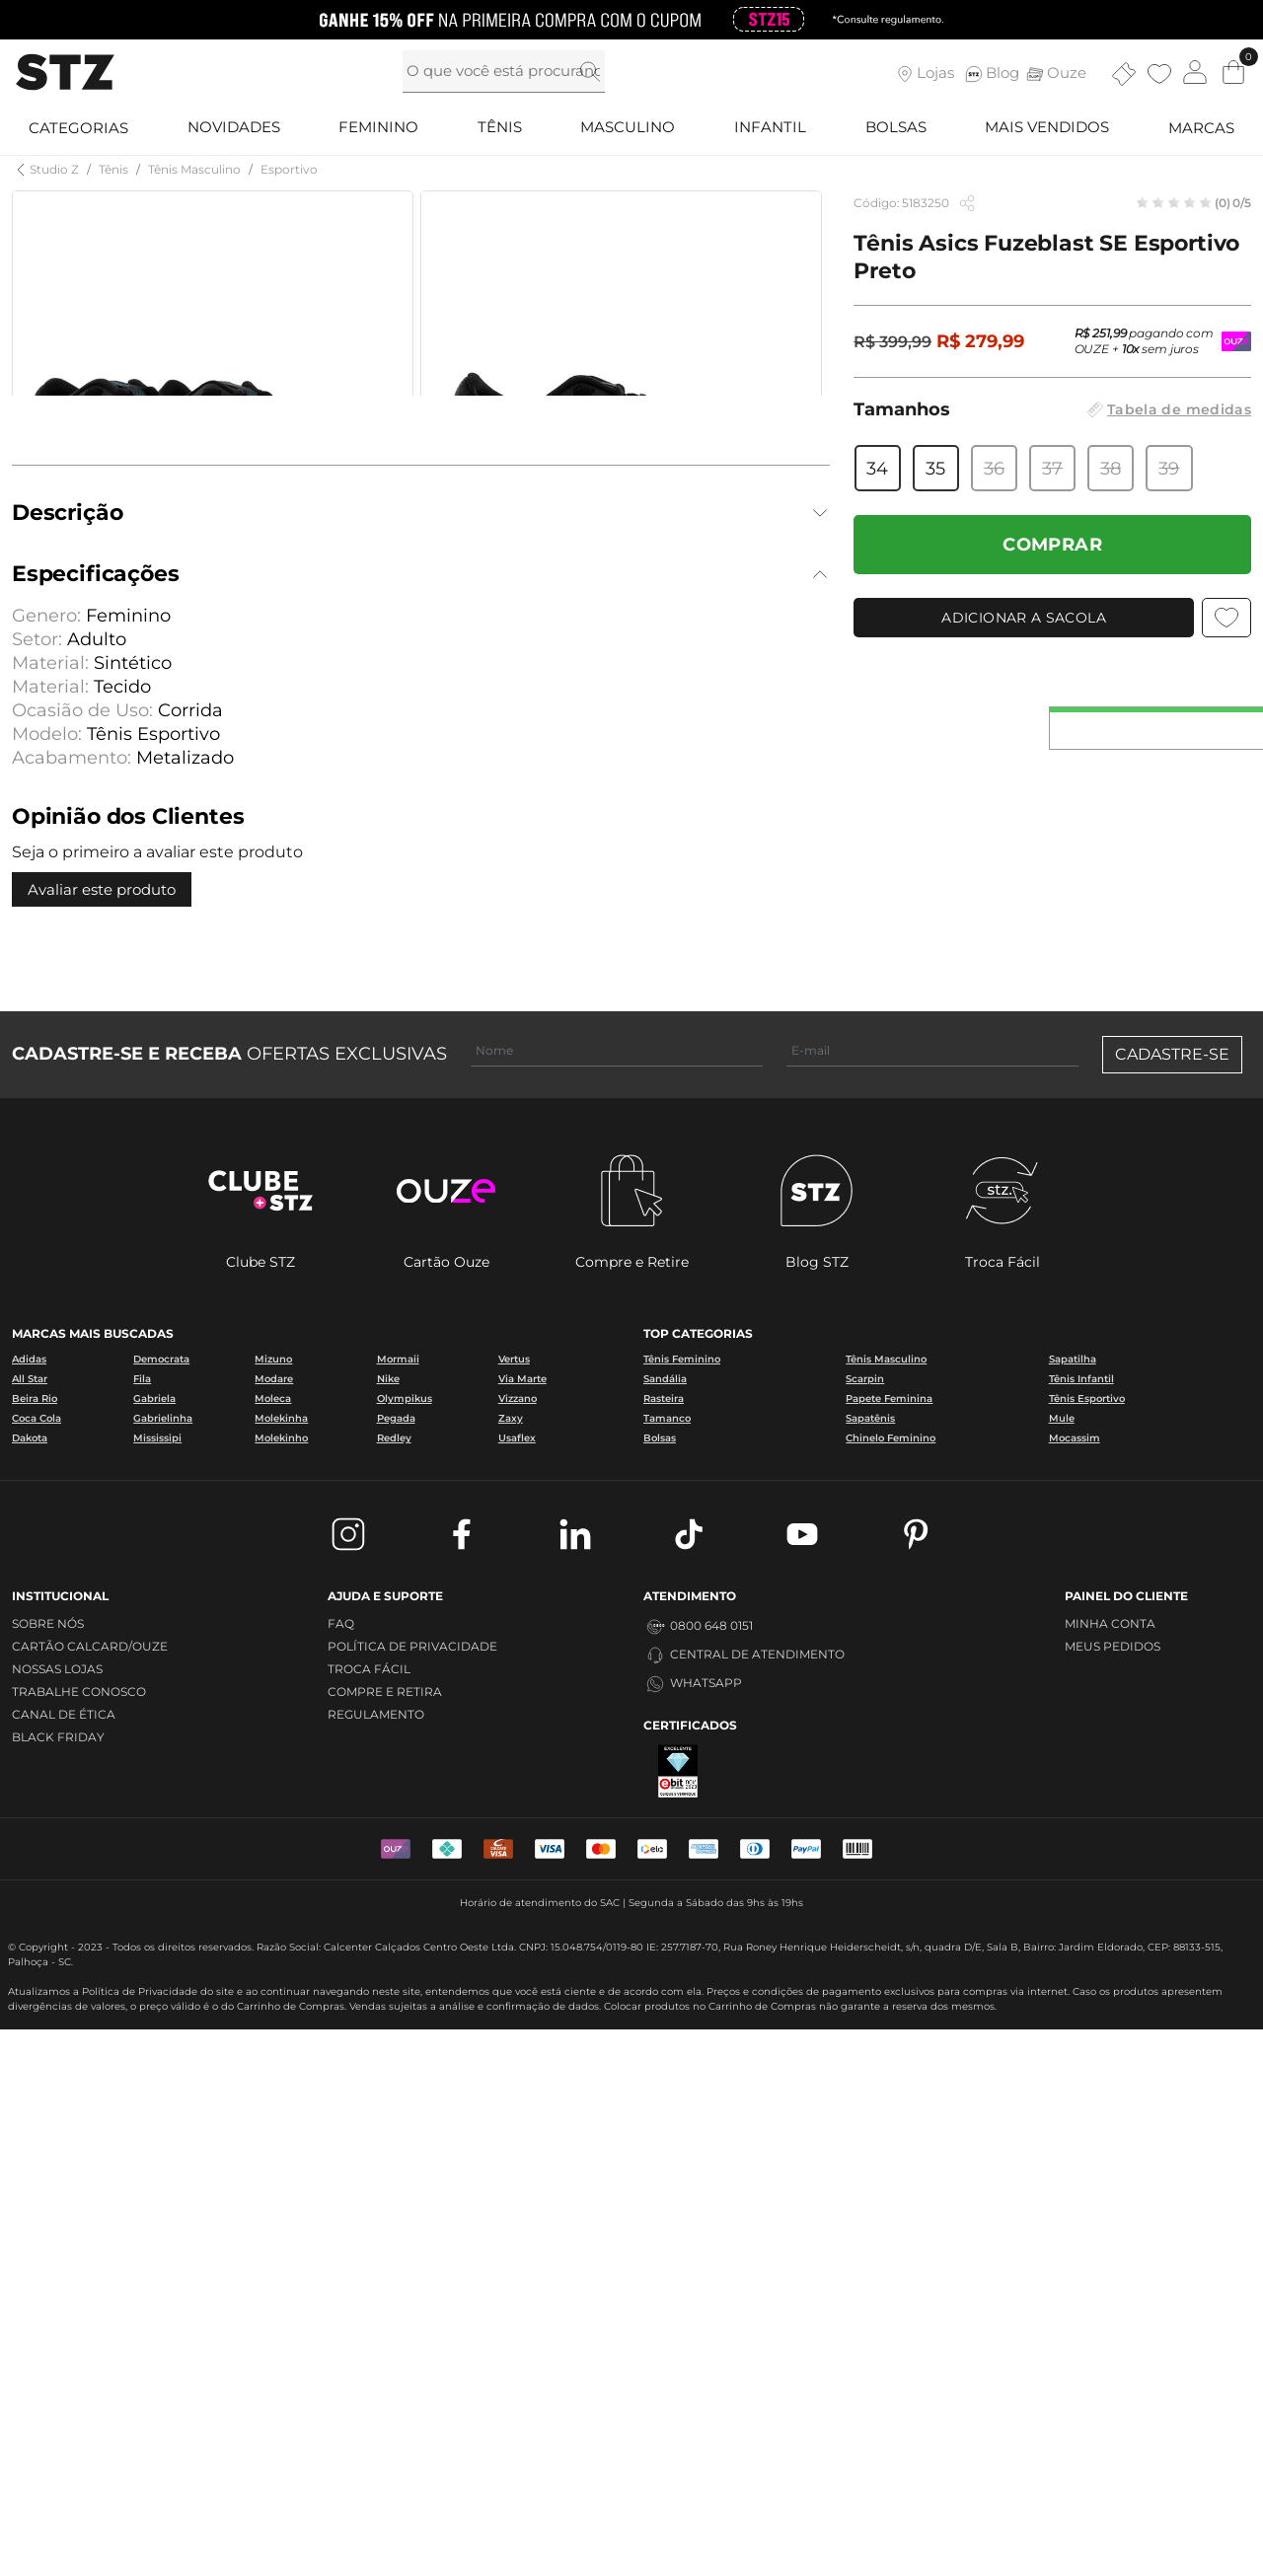 GANHE 15% OFF NA PRIMEIRA COMPRA COM O CUPOM STZ15 *Consulte regulamento.
STZ
O que você está procurand
Lojas STZ Blog Ouze
0
CATEGORIAS NOVIDADES FEMININO TÊNIS MASCULINO INFANTIL BOLSAS MAIS VENDIDOS MARCAS
Studio Z / Tênis / Tênis Masculino / Esportivo
Código: 5183250
(0) 0/5
Tênis Asics Fuzeblast SE Esportivo
Preto
R$ 399,99 R$ 279,99
R$ 251,99 pagando com
OUZE + 10x sem juros
OUZ
Tamanhos
Tabela de medidas
34 35 36 37 38 39
COMPRAR
ADICIONAR A SACOLA
Descrição
Especificações
Genero: Feminino
Setor: Adulto
Material: Sintético
Material: Tecido
Ocasião de Uso: Corrida
Modelo: Tênis Esportivo
Acabamento: Metalizado
Opinião dos Clientes
Seja o primeiro a avaliar este produto
Avaliar este produto
CADASTRE-SE E RECEBA OFERTAS EXCLUSIVAS
Nome
E-mail
CADASTRE-SE
CLUBE
+STZ
ouze
STZ
stz.
Clube STZ
Cartão Ouze
Compre e Retire
Blog STZ
Troca Fácil
MARCAS MAIS BUSCADAS
Adidas Democrata Mizuno Mormaii Vertus
All Star Fila Modare Nike Via Marte
Beira Rio Gabriela Moleca Olympikus Vizzano
Coca Cola Gabrielinha Molekinha Pegada Zaxy
Dakota Mississipi Molekinho Redley Usaflex
TOP CATEGORIAS
Tênis Feminino Tênis Masculino Sapatilha
Sandália Scarpin Tênis Infantil
Rasteira Papete Feminina Tênis Esportivo
Tamanco Sapatênis Mule
Bolsas Chinelo Feminino Mocassim
INSTITUCIONAL
SOBRE NÓS
CARTÃO CALCARD/OUZE
NOSSAS LOJAS
TRABALHE CONOSCO
CANAL DE ÉTICA
BLACK FRIDAY
AJUDA E SUPORTE
FAQ
POLÍTICA DE PRIVACIDADE
TROCA FÁCIL
COMPRE E RETIRA
REGULAMENTO
ATENDIMENTO
0800 648 0151
CENTRAL DE ATENDIMENTO
WHATSAPP
CERTIFICADOS
EXCELENTE
ebit
CLIQUE E VERIFIQUE
PAINEL DO CLIENTE
MINHA CONTA
MEUS PEDIDOS
OUZ
VISA
VISA
elo
PayPal
Horário de atendimento do SAC | Segunda a Sábado das 9hs às 19hs
© Copyright - 2023 - Todos os direitos reservados. Razão Social: Calcenter Calçados Centro Oeste Ltda. CNPJ: 15.048.754/0119-80 IE: 257.7187-70, Rua Roney Henrique Heiderscheidt, s/n, quadra D/E, Sala B, Bairro: Jardim Eldorado, CEP: 88133-515,
Palhoça - SC.
Atualizamos a Política de Privacidade do site e ao continuar navegando neste site, entendemos que você está ciente e de acordo com ela. Preços e condições de pagamento exclusivos para compras via internet. Caso os produtos apresentem
divergências de valores, o preço válido é o do Carrinho de Compras. Vendas sujeitas a análise e confirmação de dados. Colocar produtos no Carrinho de Compras não garante a reserva dos mesmos.